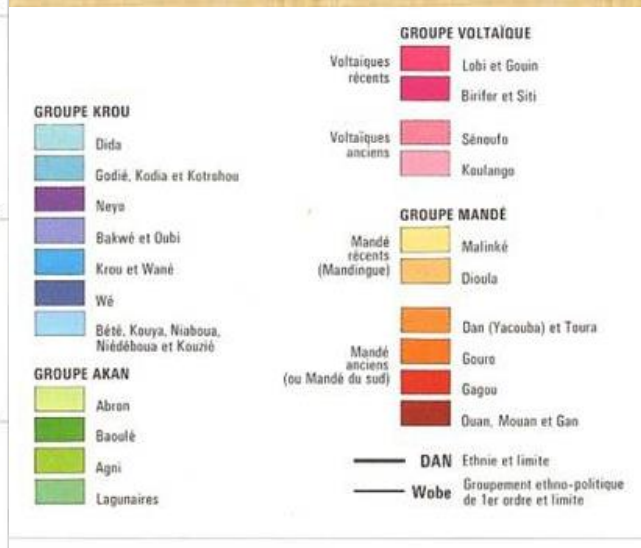 GROUPE KROU
Dida
Godié, Kodia et Kotrohou
Neyo
Bakwé et Oubi
Krou et Wané
Wé
Bété, Kouya, Niaboua,
Niédéboua et Kouzié
GROUPE AKAN
Abron
Baoulé
Agni
Lagunaires
GROUPE VOLTAÏQUE
Voltaïques
récents
Lobi et Gouin
Birifor et Siti
Voltaïques
anciens
Sénoufo
Koulango
GROUPE MANDÉ
Mandé
récents
(Mandingue)
Malinké
Dioula
Mandé
anciens
(ou Mandé du sud)
Dan (Yacouba) et Toura
Gouro
Gagou
Ouan, Mouan et Gan
DAN Ethnie et limite
Wobe Groupement ethno-politique
de 1er ordre et limite